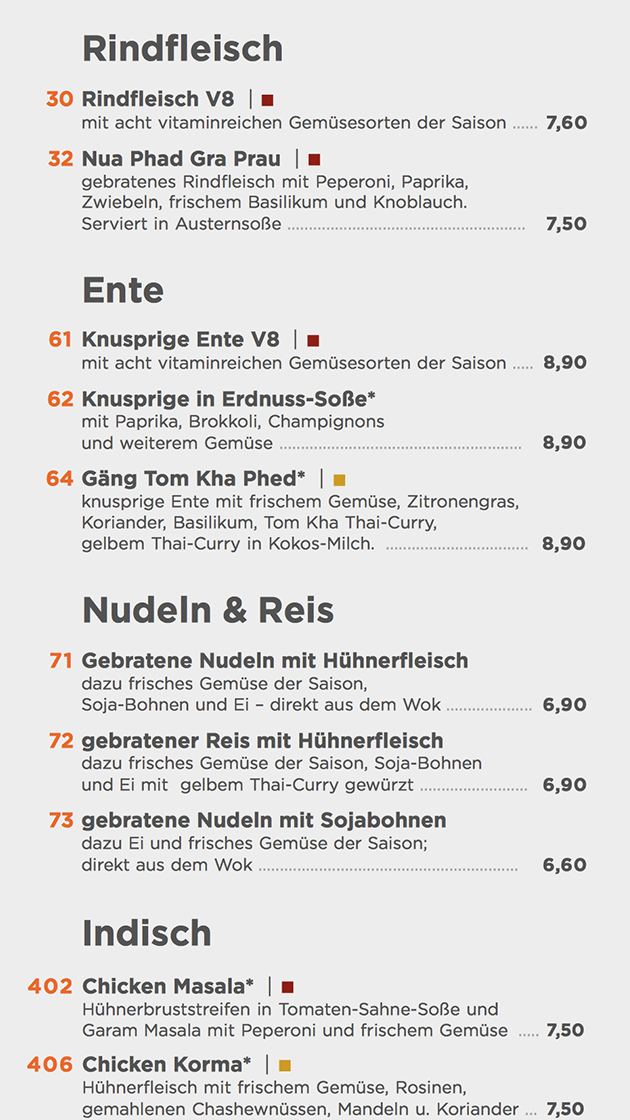 Rindfleisch
30 Rindfleisch V8 |
mit acht vitaminreichen Gemüsesorten der Saison ...... 7,60
32 Nua Phad Gra Prau |
gebratenes Rindfleisch mit Peperoni, Paprika,
Zwiebeln, frischem Basilikum und Knoblauch.
Serviert in Austernsoße ................................................. 7,50
Ente
61 Knusprige Ente V8 |
mit acht vitaminreichen Gemüsesorten der Saison ..... 8,90
62 Knusprige in Erdnuss-Soße*
mit Paprika, Brokkoli, Champignons
und weiterem Gemüse ................................................... 8,90
64 Gäng Tom Kha Phed* |
knusprige Ente mit frischem Gemüse, Zitronengras,
Koriander, Basilikum, Tom Kha Thai-Curry,
gelbem Thai-Curry in Kokos-Milch. .............................. 8,90
Nudeln & Reis
71 Gebratene Nudeln mit Hühnerfleisch
dazu frisches Gemüse der Saison,
Soja-Bohnen und Ei – direkt aus dem Wok .................. 6,90
72 gebratener Reis mit Hühnerfleisch
dazu frisches Gemüse der Saison, Soja-Bohnen
und Ei mit gelbem Thai-Curry gewürzt ....................... 6,90
73 gebratene Nudeln mit Sojabohnen
dazu Ei und frisches Gemüse der Saison;
direkt aus dem Wok ...................................................... 6,60
Indisch
402 Chicken Masala* |
Hühnerbruststreifen in Tomaten-Sahne-Soße und
Garam Masala mit Peperoni und frischem Gemüse ..... 7,50
406 Chicken Korma* |
Hühnerfleisch mit frischem Gemüse, Rosinen,
gemahlenen Chashewnüssen, Mandeln u. Koriander ... 7,50